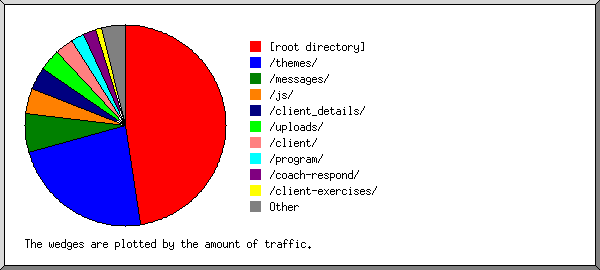 [root directory]
/themes/
/messages/
/js/
/client_details/
/uploads/
/client/
/program/
/coach-respond/
/client-exercises/
Other
The wedges are plotted by the amount of traffic.